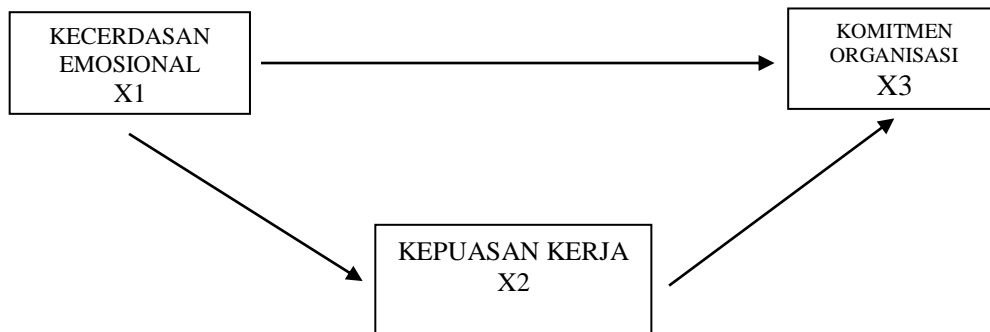 KECERDASAN
EMOSIONAL
X1
KOMITMEN
ORGANISASI
X3
KEPUASAN KERJA
X2